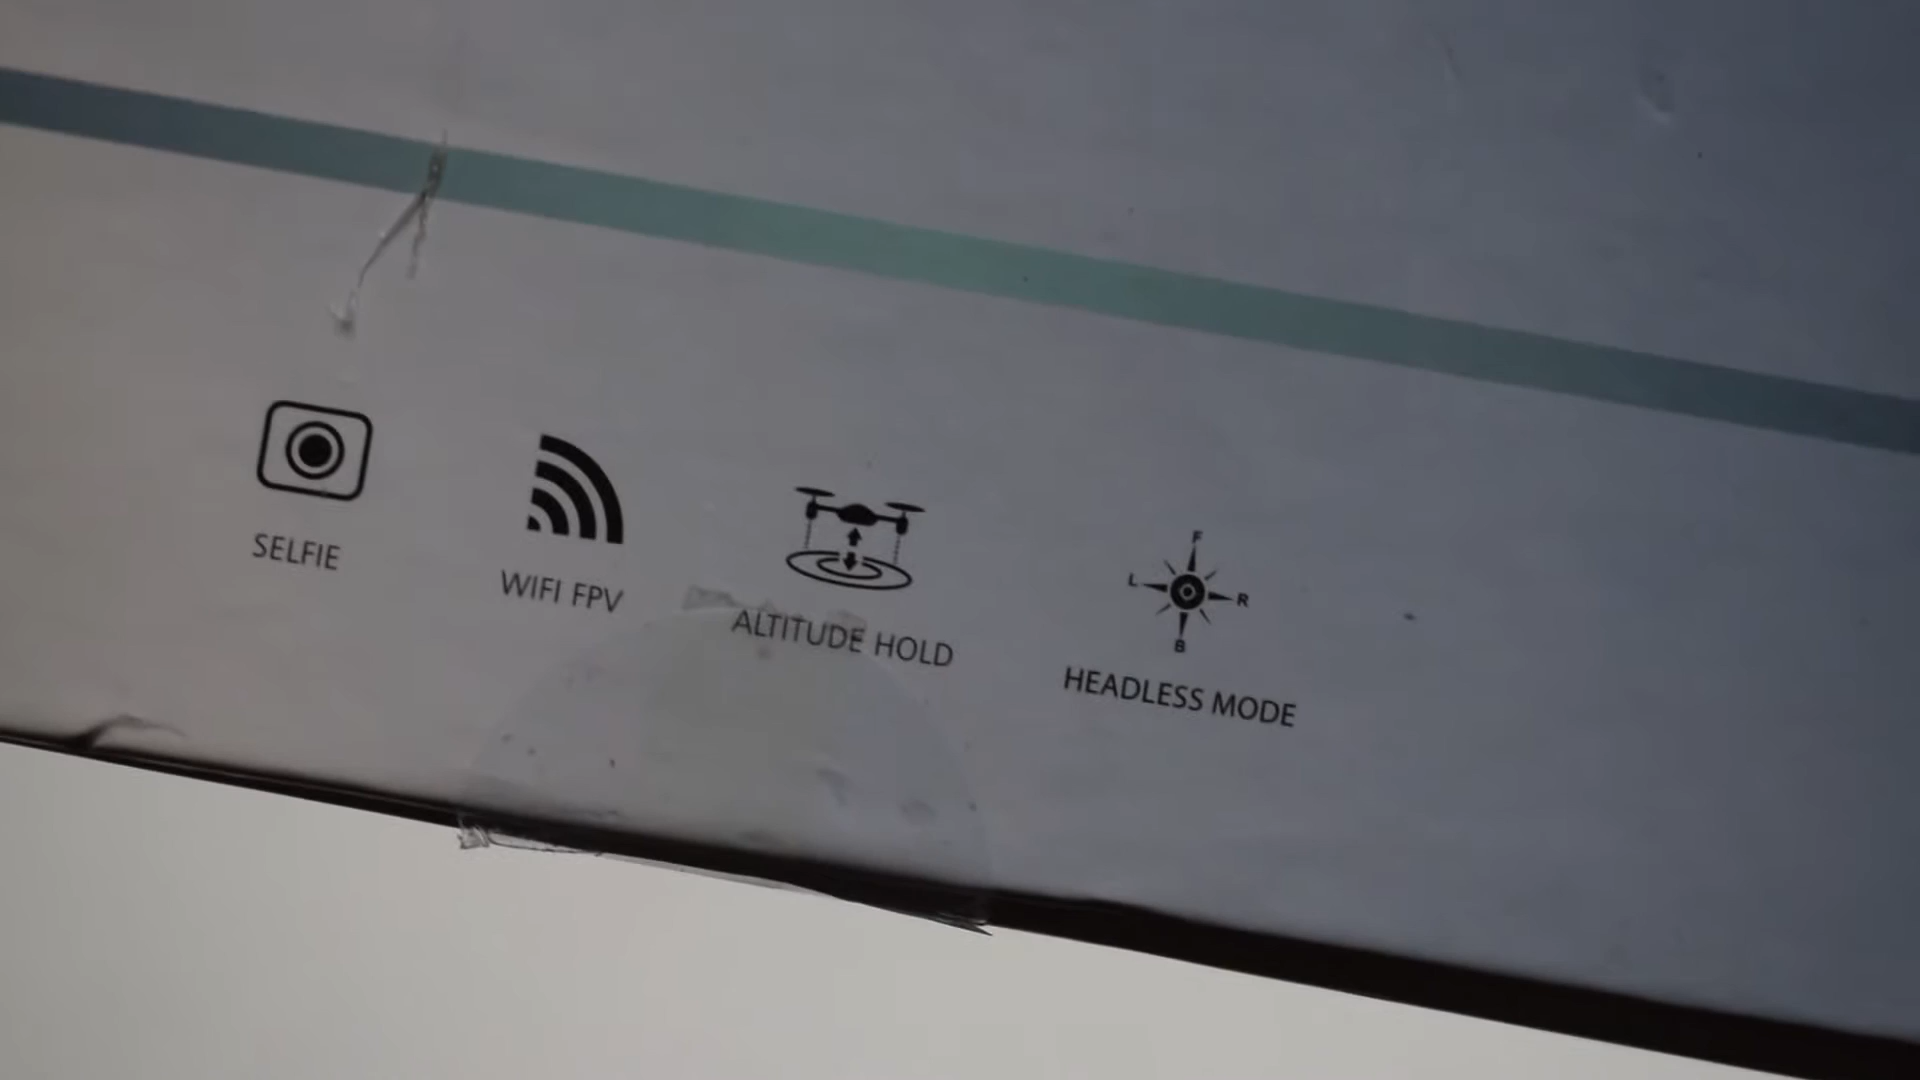 SELFIE
WIFI FPV
ALTITUDE HOLD
F
L
R
B
HEADLESS MODE